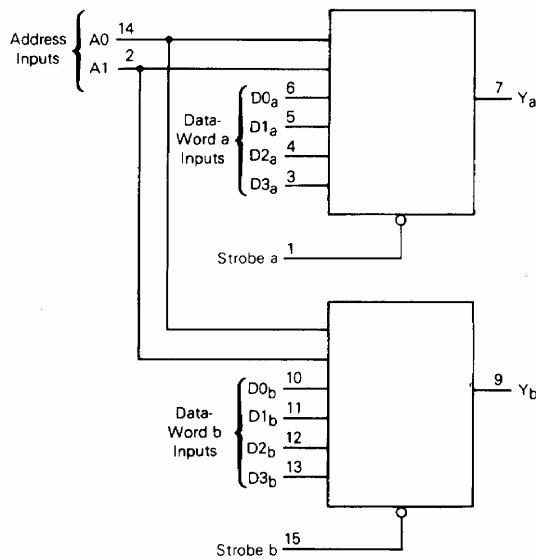 Address
Inputs
A0 14
A1 2
Data-
Word a
Inputs
D0a 6
D1a 5
D2a 4
D3a 3
7 Ya
Strobe a 1
Data-
Word b
Inputs
D0b 10
D1b 11
D2b 12
D3b 13
9 Yb
Strobe b 15